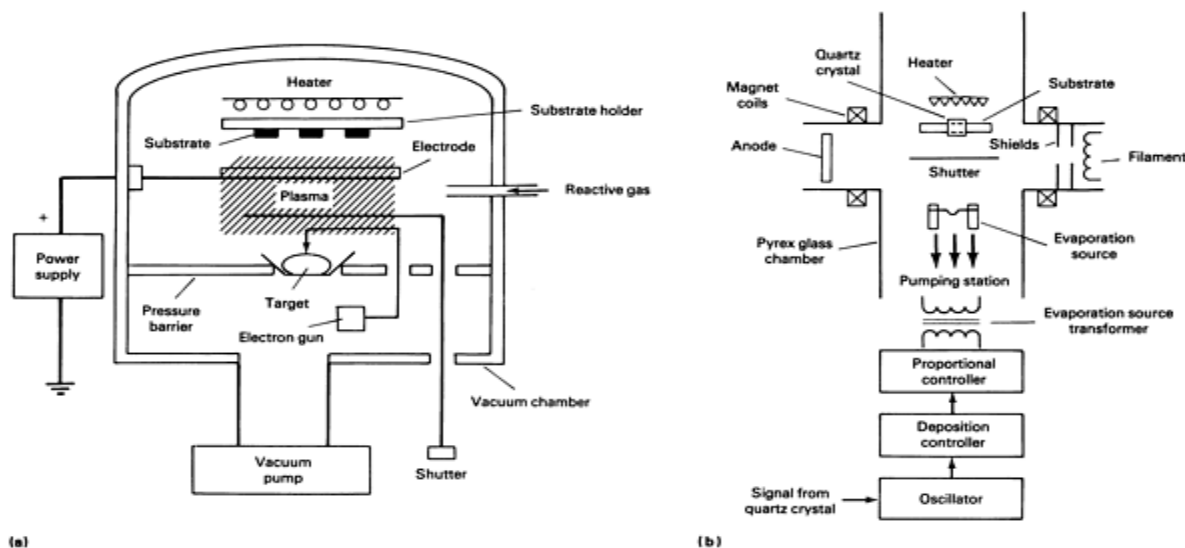 Heater
Substrate holder
Substrate
Electrode
Plasma
Reactive gas
+
Power
supply
Pressure
barrier
Target
Electron gun
Vacuum chamber
Vacuum
pump
Shutter
(a)
(b)
Quartz
crystal
Heater
Magnet
coils
Substrate
Anode
Shields
Filament
Shutter
Pyrex glass
chamber
Evaporation
source
Pumping station
Evaporation source
transformer
Proportional
controller
Deposition
controller
Signal from
quartz crystal
Oscillator
(b)